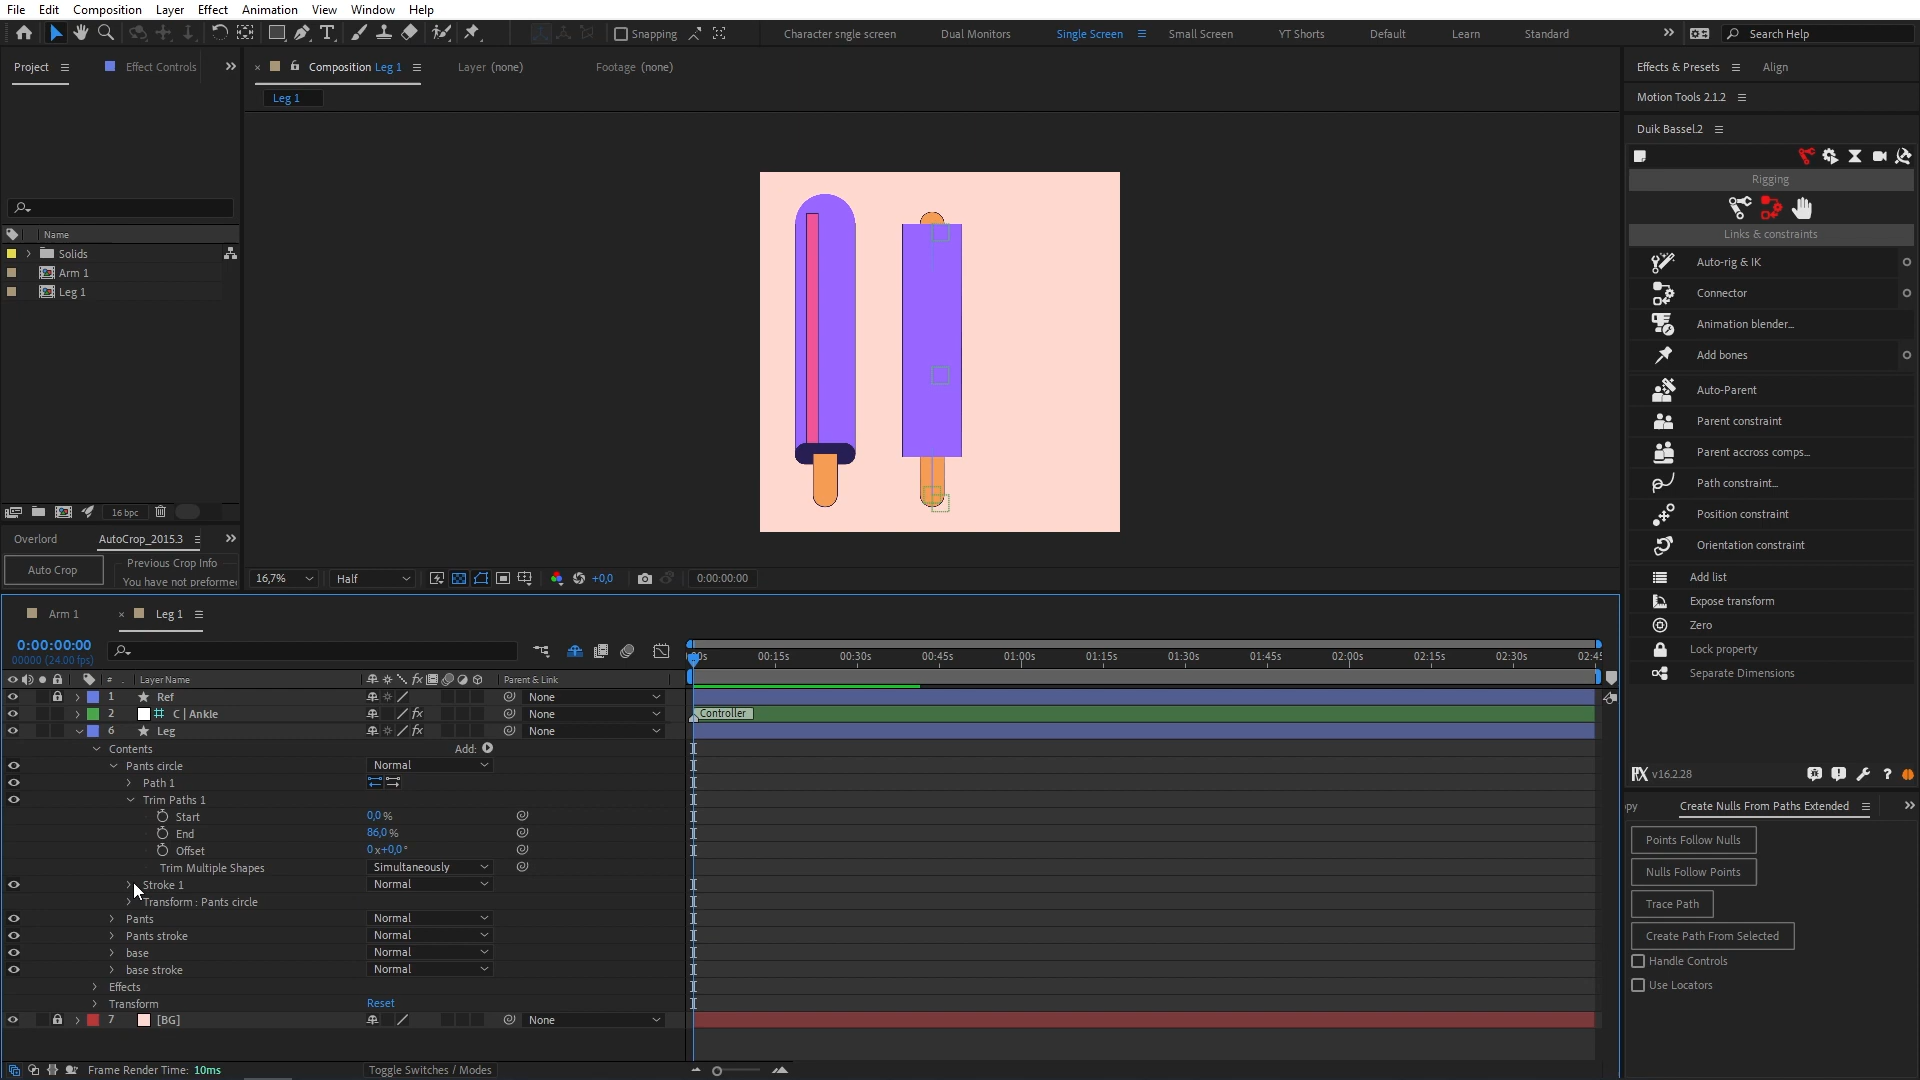 File Edit Composition Layer Effect Animation View Window Help
Snapping
Character sngle screen Dual Monitors Single Screen Small Screen YT Shorts Default Learn Standard Search Help
Project Effect Controls
Composition Leg 1 Layer (none) Footage (none)
Leg 1
Name
Solids
Arm 1
Leg 1
16 bpc
Overlord AutoCrop_2015.3
Auto Crop
Previous Crop Info
You have not preforme
16,7% Half +0,0 0:00:00:00
Effects & Presets Align
Motion Tools 2.1.2
Duik Bassel.2
Rigging
Links & constraints
Auto-rig & IK
Connector
Animation blender...
Add bones
Auto-Parent
Parent constraint
Parent accross comps...
Path constraint...
Position constraint
Orientation constraint
Add list
Expose transform
Zero
Lock property
Separate Dimensions
v16.2.28 ?
py Create Nulls From Paths Extended
Points Follow Nulls
Nulls Follow Points
Trace Path
Create Path From Selected
Handle Controls
Use Locators
Arm 1 Leg 1
0:00:00:00
00000 (24.00 fps)
00:15s 00:30s 00:45s 01:00s 01:15s 01:30s 01:45s 02:00s 02:15s 02:30s 02:45
# Layer Name fx Parent & Link
1 Ref None
2 C | Ankle fx None Controller
6 Leg fx None
Contents Add:
Pants circle Normal
Path 1
Trim Paths 1
Start 0,0 %
End 86,0 %
Offset 0x+0,0°
Trim Multiple Shapes Simultaneously
Stroke 1 Normal
Transform : Pants circle
Pants Normal
Pants stroke Normal
base Normal
base stroke Normal
Effects
Transform Reset
7 [BG] None
Frame Render Time: 10ms Toggle Switches / Modes